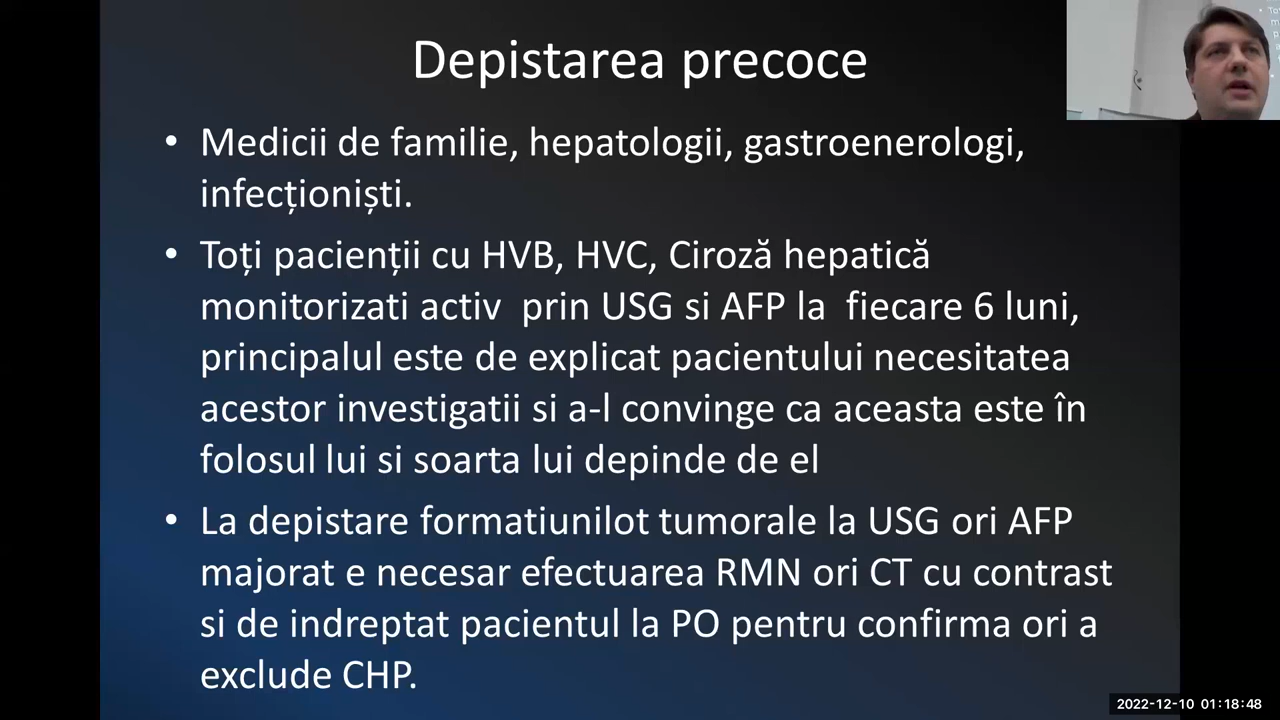 Depistarea precoce
• Medicii de familie, hepatologii, gastroenerologi,
infecționiști.
• Toți pacienții cu HVB, HVC, Ciroză hepatică
monitorizati activ  prin USG si AFP la  fiecare 6 luni,
principalul este de explicat pacientului necesitatea
acestor investigatii si a-l convinge ca aceasta este în
folosul lui si soarta lui depinde de el
• La depistare formatiunilot tumorale la USG ori AFP
majorat e necesar efectuarea RMN ori CT cu contrast
si de indreptat pacientul la PO pentru confirma ori a
exclude CHP.
2022-12-10 01:18:48